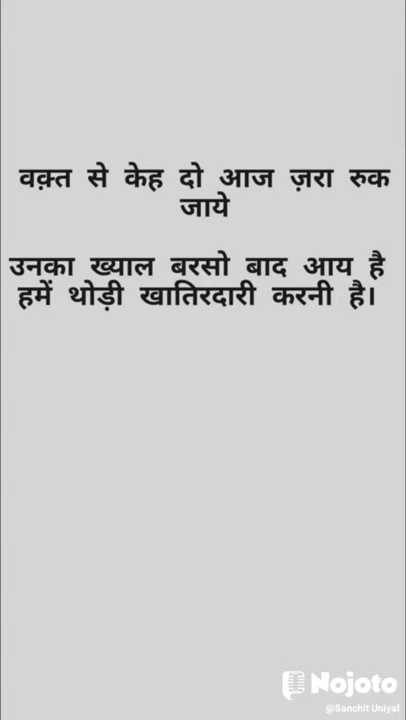 वक़्त से केह दो आज ज़रा रुक
जाये
उनका ख्याल बरसो बाद आय है
हमें थोड़ी खातिरदारी करनी है।
Nojoto
@Sanchit Uniyal